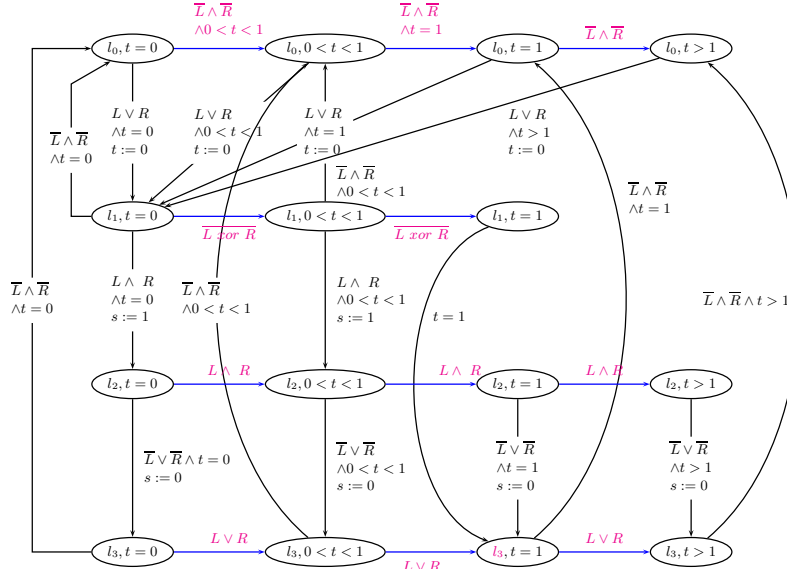 L̅ ∧ R̅
∧0 < t < 1
L̅ ∧ R̅
∧t = 1
L̅ ∧ R̅
l₀, t = 0
l₀, 0 < t < 1
l₀, t = 1
l₀, t > 1
L ∨ R
∧t = 0
t := 0
L ∨ R
∧0 < t < 1
t := 0
L ∨ R
∧t = 1
t := 0
L ∨ R
∧t > 1
t := 0
L̅ ∧ R̅
∧t = 0
L̅ ∧ R̅
∧0 < t < 1
L̅ ∧ R̅
∧t = 1
l₁, t = 0
l₁, 0 < t < 1
l₁, t = 1
L̅ x̅o̅r̅ R̅
L̅ x̅o̅r̅ R̅
L̅ ∧ R̅
∧t = 0
L ∧ R
∧t = 0
s := 1
L̅ ∧ R̅
∧0 < t < 1
L ∧ R
∧0 < t < 1
s := 1
t = 1
L̅ ∧ R̅ ∧ t > 1
L ∧ R
L ∧ R
L ∧ R
l₂, t = 0
l₂, 0 < t < 1
l₂, t = 1
l₂, t > 1
L̅ ∨ R̅ ∧ t = 0
s := 0
L̅ ∨ R̅
∧0 < t < 1
s := 0
L̅ ∨ R̅
∧t = 1
s := 0
L̅ ∨ R̅
∧t > 1
s := 0
L ∨ R
L ∨ R
L ∨ R
l₃, t = 0
l₃, 0 < t < 1
l₃, t = 1
l₃, t > 1